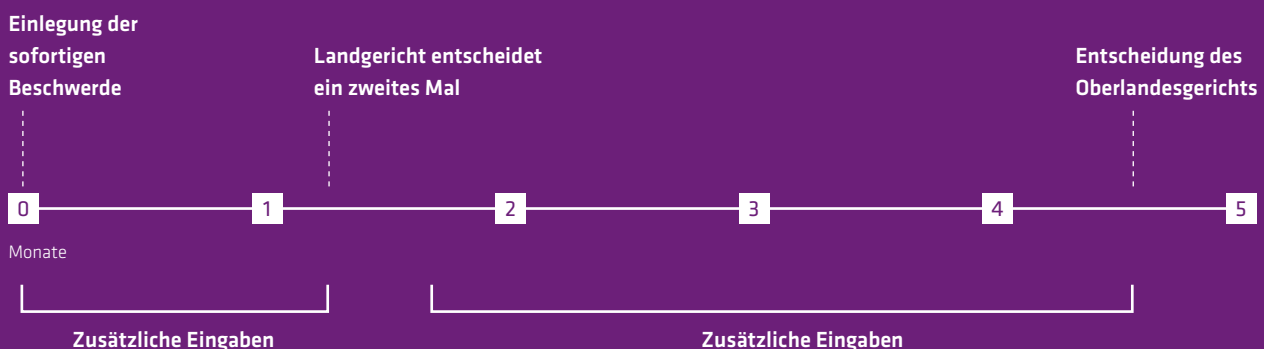 Einlegung der
sofortigen
Beschwerde
Landgericht entscheidet
ein zweites Mal
Entscheidung des
Oberlandesgerichts
0 1 2 3 4 5
Monate
Zusätzliche Eingaben Zusätzliche Eingaben